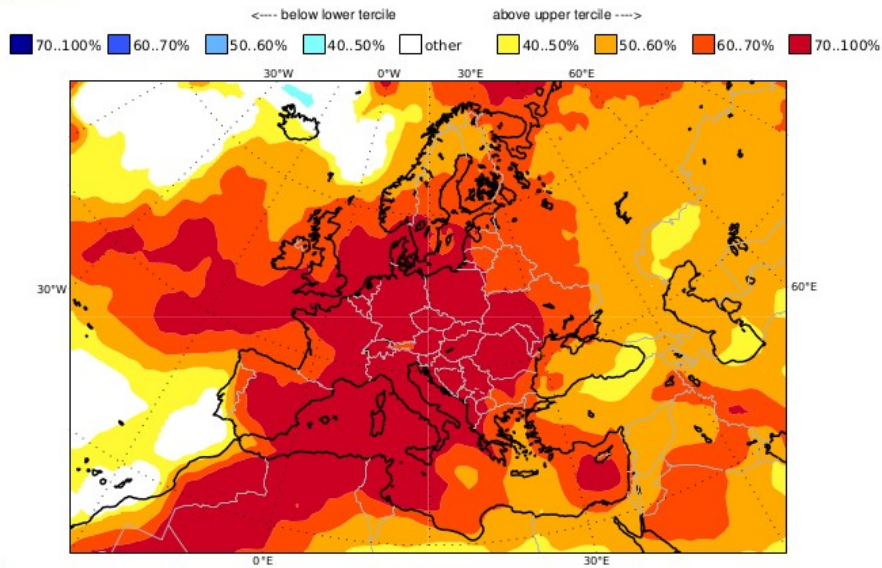 <---- below lower tercile above upper tercile ---->
70..100% 60..70% 50..60% 40..50% other 40..50% 50..60% 60..70% 70..100%
30°W 0°W 30°E 60°E
30°W 60°E
0°E 30°E